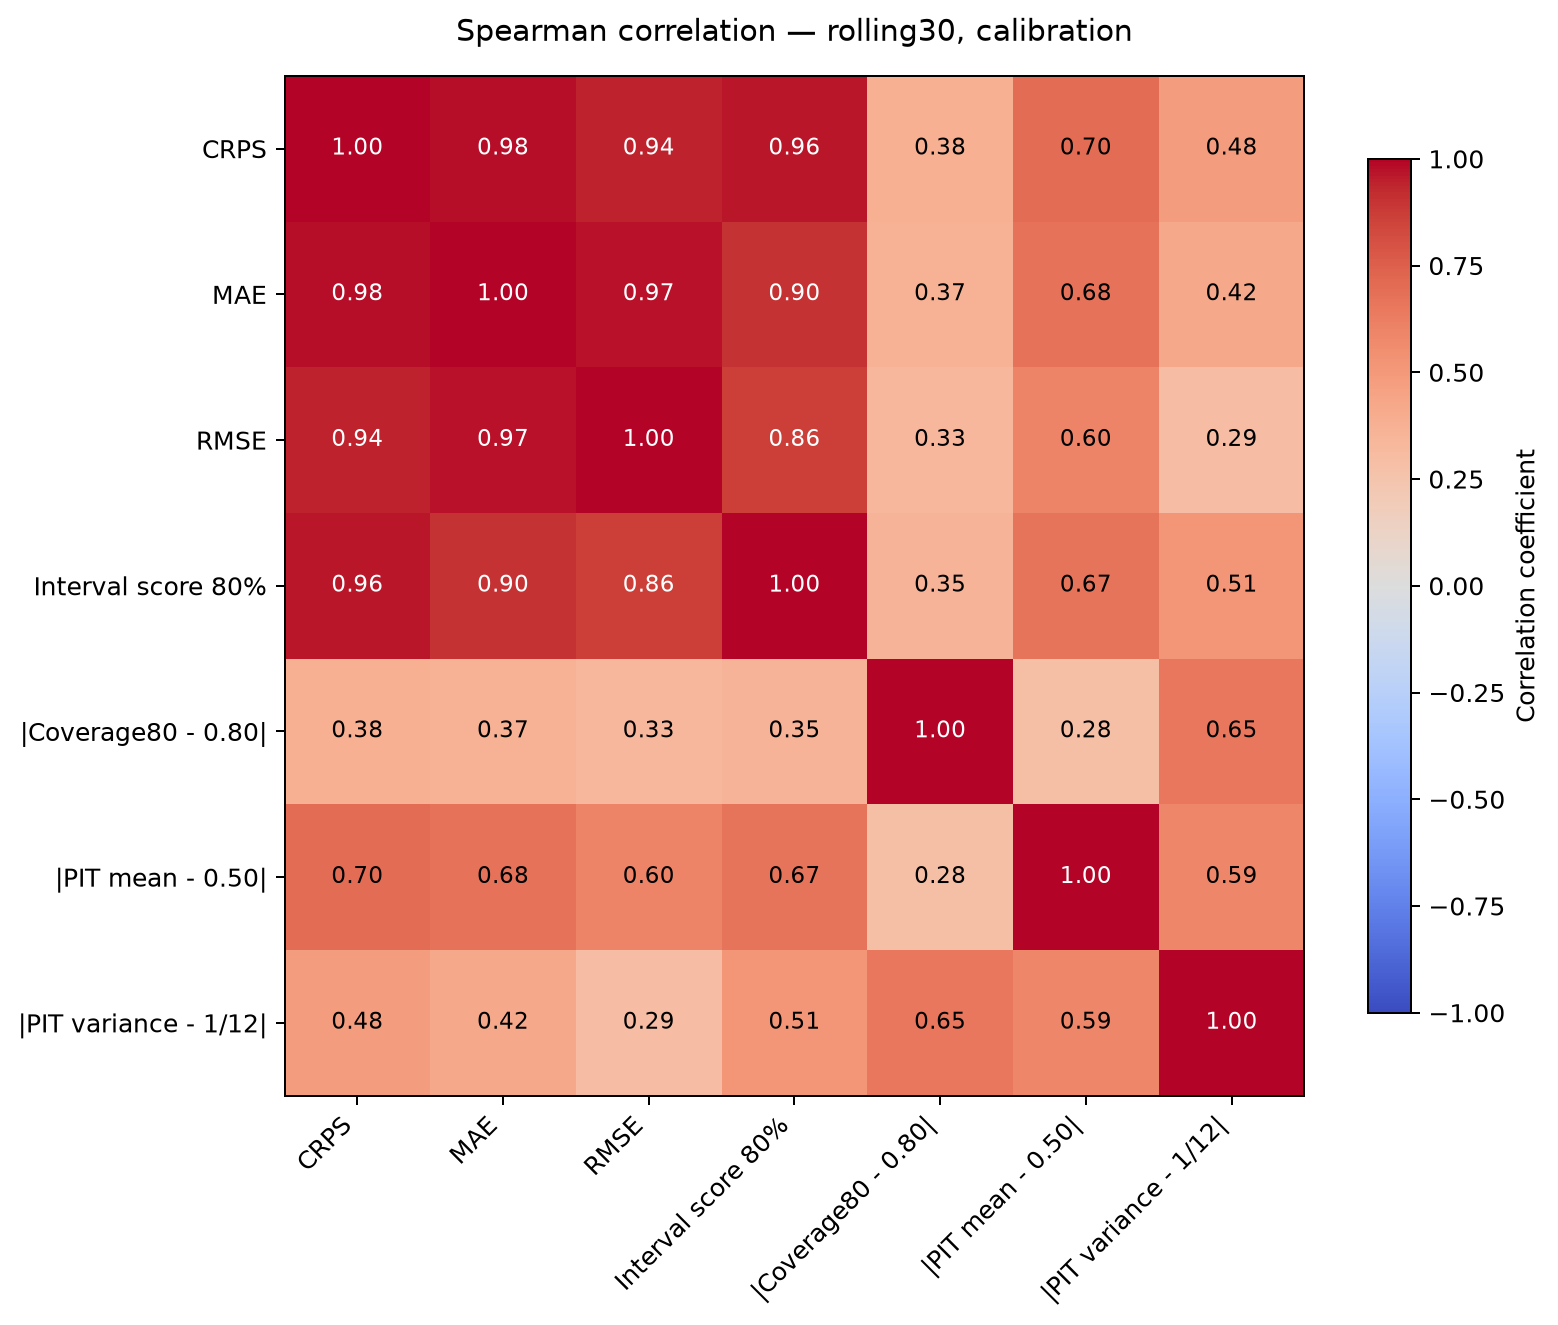 Spearman correlation — rolling30, calibration
CRPS 1.00 0.98 0.94 0.96 0.38 0.70 0.48
MAE 0.98 1.00 0.97 0.90 0.37 0.68 0.42
RMSE 0.94 0.97 1.00 0.86 0.33 0.60 0.29
Interval score 80% 0.96 0.90 0.86 1.00 0.35 0.67 0.51
|Coverage80 - 0.80| 0.38 0.37 0.33 0.35 1.00 0.28 0.65
|PIT mean - 0.50| 0.70 0.68 0.60 0.67 0.28 1.00 0.59
|PIT variance - 1/12| 0.48 0.42 0.29 0.51 0.65 0.59 1.00
CRPS
MAE
RMSE
Interval score 80%
|Coverage80 - 0.80|
|PIT mean - 0.50|
|PIT variance - 1/12|
1.00
0.75
0.50
0.25
0.00
−0.25
−0.50
−0.75
−1.00
Correlation coefficient